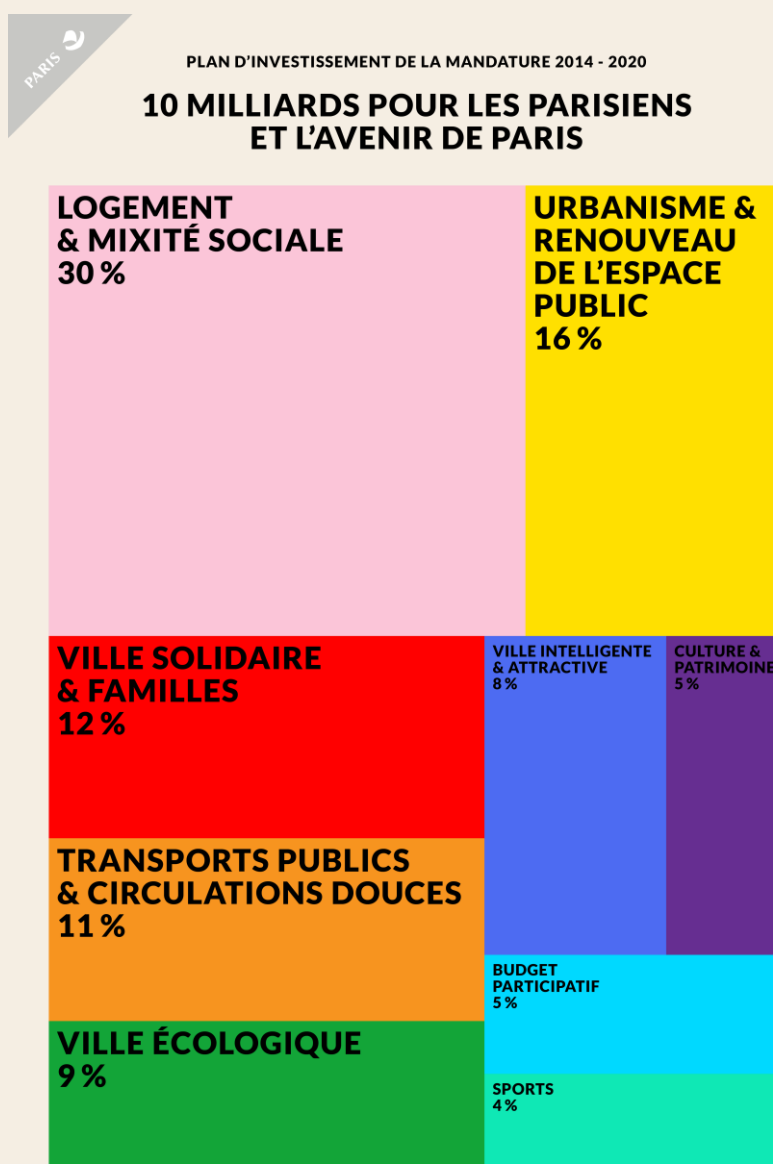 PARIS
PLAN D'INVESTISSEMENT DE LA MANDATURE 2014 - 2020
10 MILLIARDS POUR LES PARISIENS
ET L'AVENIR DE PARIS
LOGEMENT
& MIXITÉ SOCIALE
30 %
URBANISME &
RENOUVEAU
DE L'ESPACE
PUBLIC
16 %
VILLE SOLIDAIRE
& FAMILLES
12 %
VILLE INTELLIGENTE
& ATTRACTIVE
8 %
CULTURE &
PATRIMOINE
5 %
TRANSPORTS PUBLICS
& CIRCULATIONS DOUCES
11 %
BUDGET
PARTICIPATIF
5 %
VILLE ÉCOLOGIQUE
9 %
SPORTS
4 %